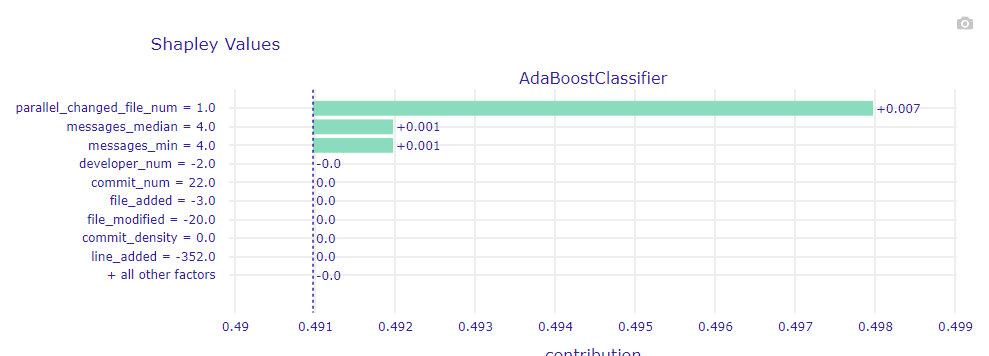 Shapley Values
AdaBoostClassifier
parallel_changed_file_num = 1.0 +0.007
messages_median = 4.0 +0.001
messages_min = 4.0 +0.001
developer_num = -2.0 -0.0
commit_num = 22.0 0.0
file_added = -3.0 0.0
file_modified = -20.0 0.0
commit_density = 0.0 0.0
line_added = -352.0 0.0
+ all other factors -0.0
0.49 0.491 0.492 0.493 0.494 0.495 0.496 0.497 0.498 0.499
contribution